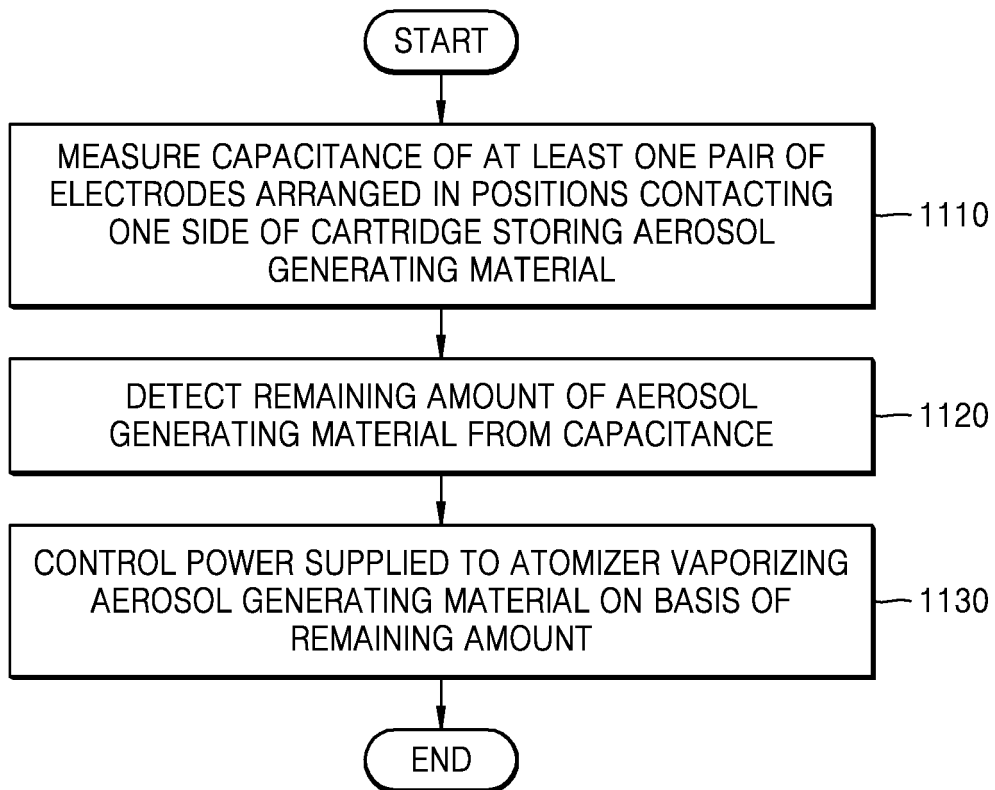 START
MEASURE CAPACITANCE OF AT LEAST ONE PAIR OF
ELECTRODES ARRANGED IN POSITIONS CONTACTING
ONE SIDE OF CARTRIDGE STORING AEROSOL
GENERATING MATERIAL
1110
DETECT REMAINING AMOUNT OF AEROSOL
GENERATING MATERIAL FROM CAPACITANCE
1120
CONTROL POWER SUPPLIED TO ATOMIZER VAPORIZING
AEROSOL GENERATING MATERIAL ON BASIS OF
REMAINING AMOUNT
1130
END